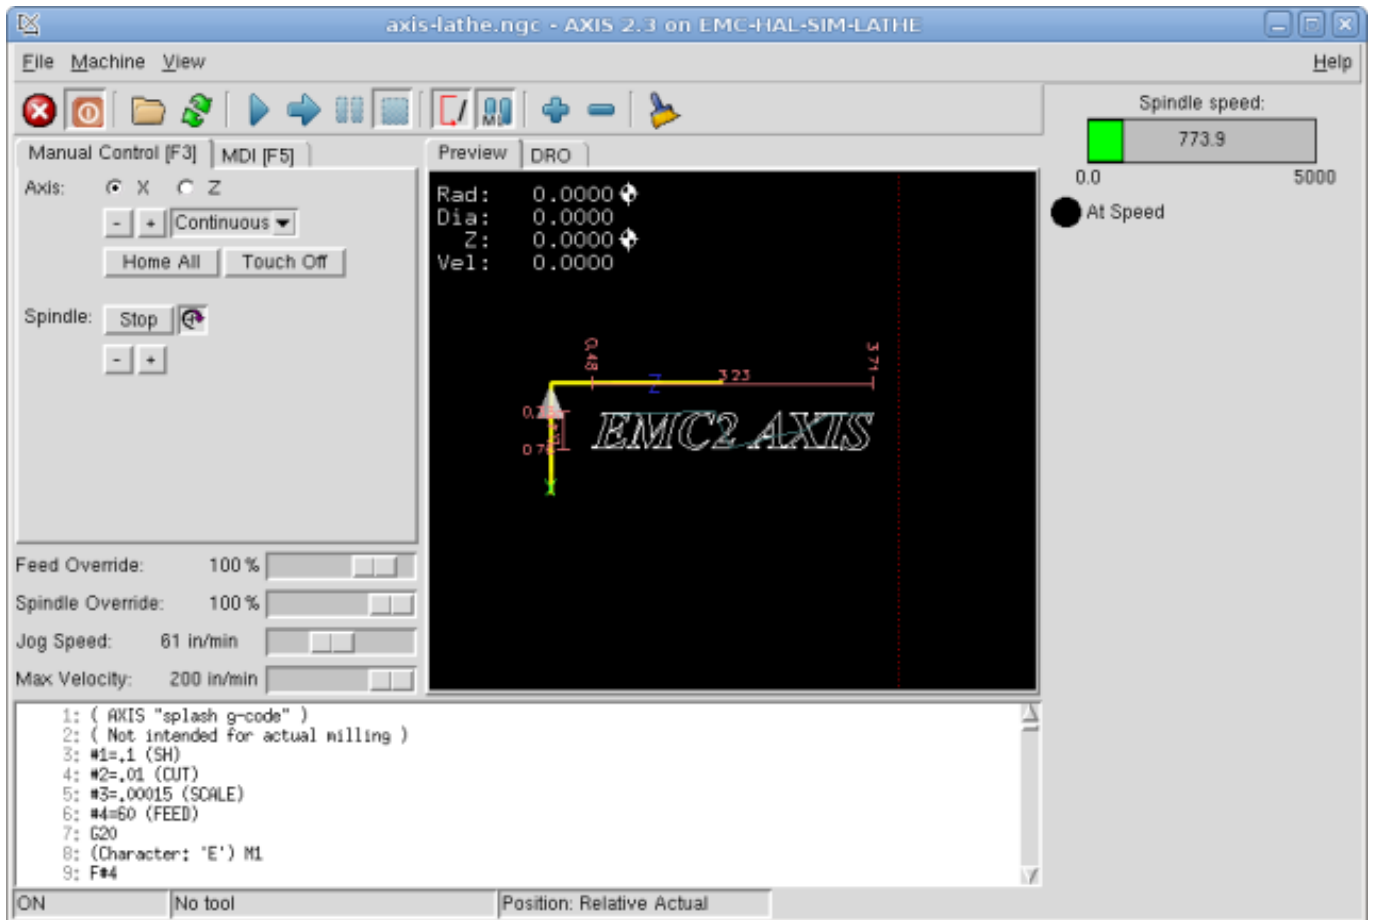 axis-lathe.ngc - AXIS 2.3 on EMC-HAL-SIM-LATHE
File Machine View Help
Manual Control [F3] MDI [F5]
Axis: X Z
- + Continuous
Home All Touch Off
Spindle: Stop
- +
Feed Override: 100 %
Spindle Override: 100 %
Jog Speed: 61 in/min
Max Velocity: 200 in/min
Preview DRO
Rad: 0.0000
Dia: 0.0000
Z: 0.0000
Vel: 0.0000
0.48
3.71
Z
3.23
EMC2 AXIS
Spindle speed:
773.9
0.0 5000
At Speed
1: ( AXIS "splash g-code" )
2: ( Not intended for actual milling )
3: #1=.1 (SH)
4: #2=.01 (CUT)
5: #3=.00015 (SCALE)
6: #4=60 (FEED)
7: G20
8: (Character: 'E') M1
9: F#4
ON No tool Position: Relative Actual